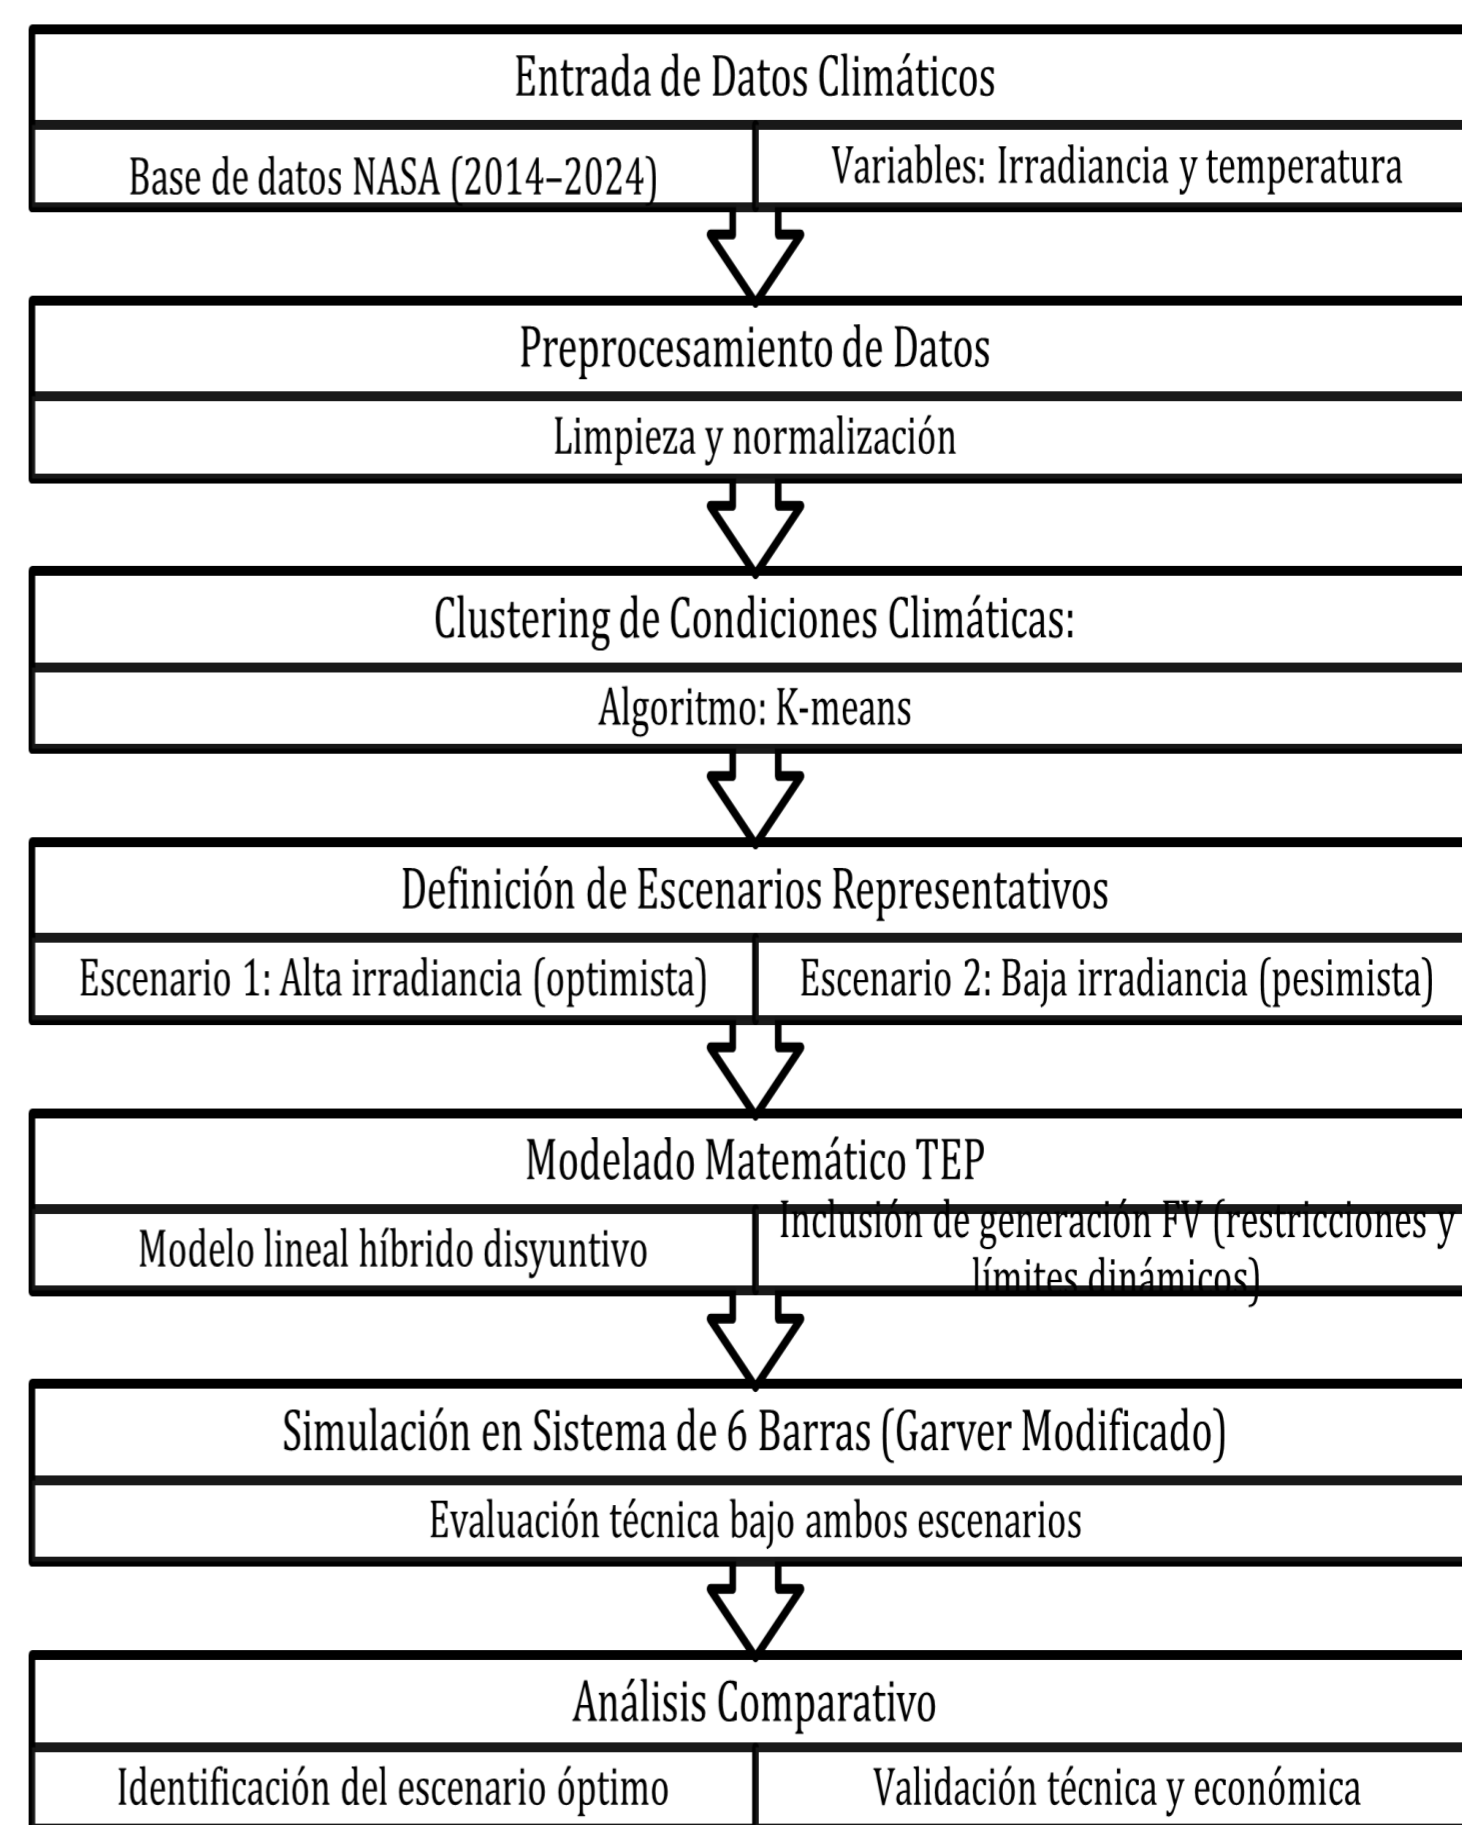 Entrada de Datos Climáticos
Base de datos NASA (2014–2024)
Variables: Irradiancia y temperatura
Preprocesamiento de Datos
Limpieza y normalización
Clustering de Condiciones Climáticas:
Algoritmo: K-means
Definición de Escenarios Representativos
Escenario 1: Alta irradiancia (optimista)
Escenario 2: Baja irradiancia (pesimista)
Modelado Matemático TEP
Modelo lineal híbrido disyuntivo
Inclusión de generación FV (restricciones y
límites dinámicos)
Simulación en Sistema de 6 Barras (Garver Modificado)
Evaluación técnica bajo ambos escenarios
Análisis Comparativo
Identificación del escenario óptimo
Validación técnica y económica